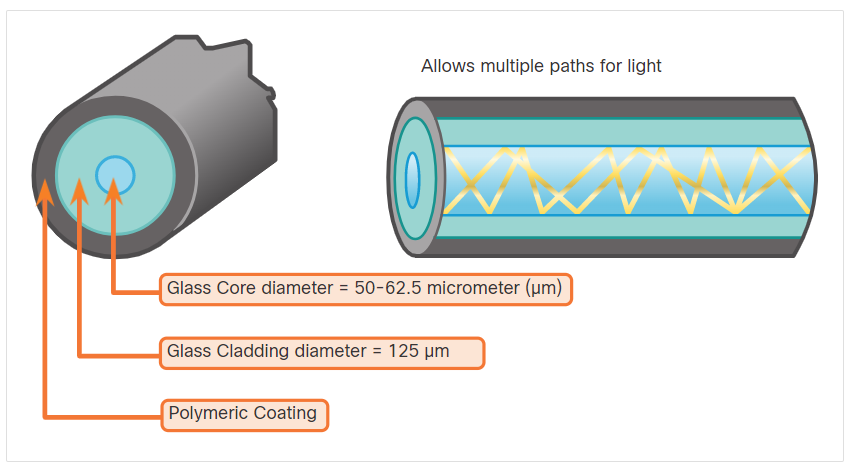 Allows multiple paths for light
Glass Core diameter = 50-62.5 micrometer (µm)
Glass Cladding diameter = 125 µm
Polymeric Coating